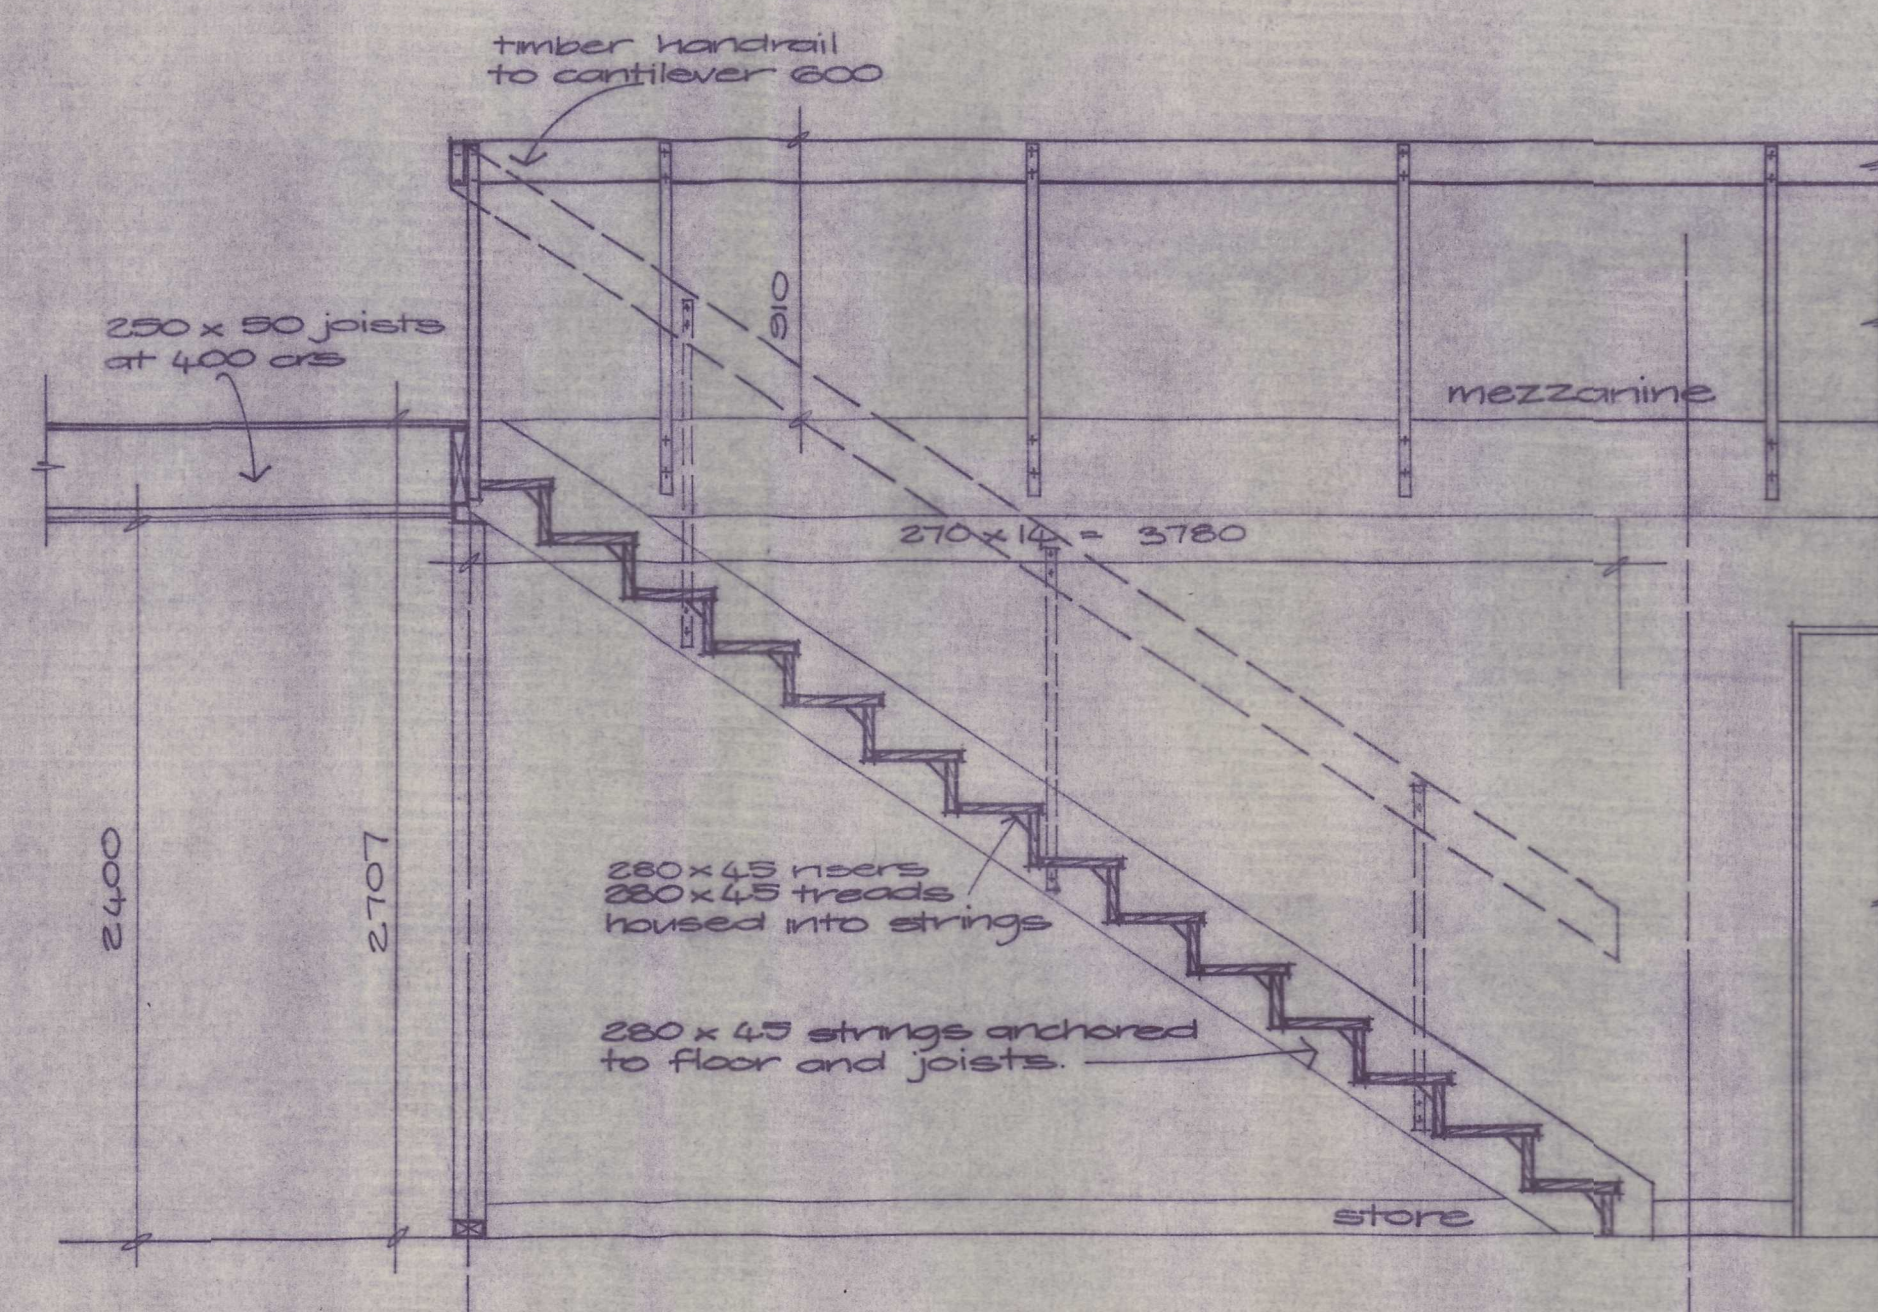 timber handrail
to cantilever 600
250 x 50 joists
at 400 crs
910
mezzanine
270 x 14 = 3780
2400
2707
280 x 45 risers
280 x 45 treads
housed into strings
280 x 45 strings anchored
to floor and joists.
store